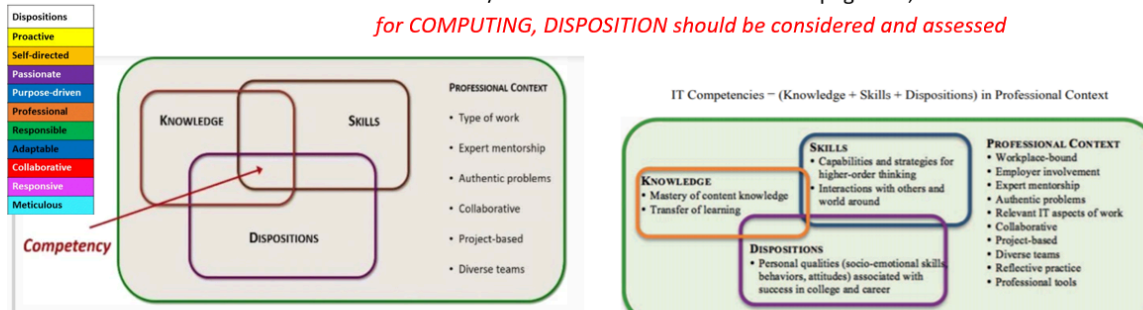 for COMPUTING, DISPOSITION should be considered and assessed
Dispositions
Proactive
Self-directed
Passionate
Purpose-driven
Professional
Responsible
Adaptable
Collaborative
Responsive
Meticulous
KNOWLEDGE
SKILLS
DISPOSITIONS
Competency
PROFESSIONAL CONTEXT
• Type of work
• Expert mentorship
• Authentic problems
• Collaborative
• Project-based
• Diverse teams
IT Competencies = (Knowledge + Skills + Dispositions) in Professional Context
KNOWLEDGE
• Mastery of content knowledge
• Transfer of learning
SKILLS
• Capabilities and strategies for
higher-order thinking
• Interactions with others and
world around
DISPOSITIONS
• Personal qualities (socio-emotional skills,
behaviors, attitudes) associated with
success in college and career
PROFESSIONAL CONTEXT
• Workplace-bound
• Employer involvement
• Expert mentorship
• Authentic problems
• Relevant IT aspects of work
• Collaborative
• Project-based
• Diverse teams
• Reflective practice
• Professional tools